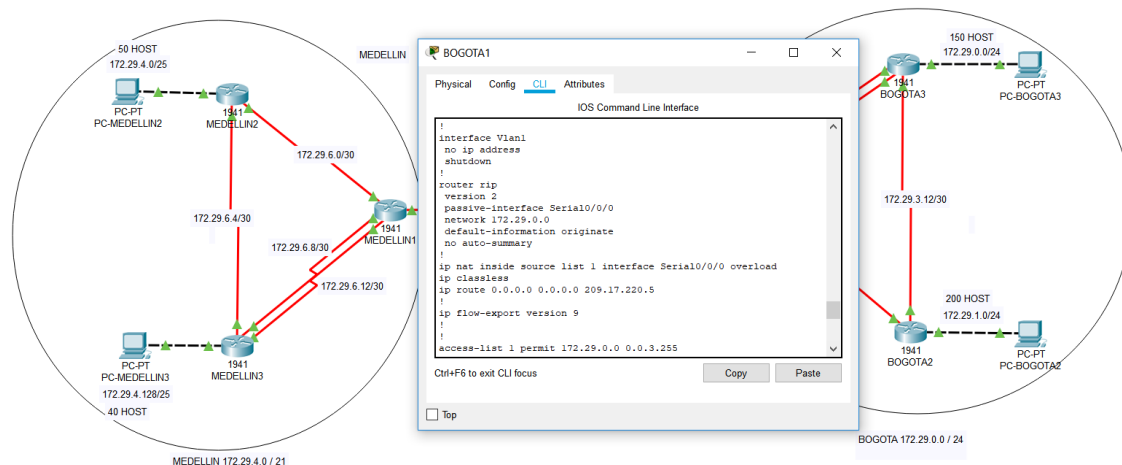 50 HOST
172.29.4.0/25
PC-PT
PC-MEDELLIN2
1941
MEDELLIN2
172.29.6.0/30
172.29.6.4/30
172.29.6.8/30
172.29.6.12/30
1941
MEDELLIN1
PC-PT
PC-MEDELLIN3
172.29.4.128/25
40 HOST
1941
MEDELLIN3
MEDELLIN 172.29.4.0 / 21
MEDELLIN
BOGOTA1
Physical Config CLI Attributes
IOS Command Line Interface
!
interface Vlan1
no ip address
shutdown
!
router rip
version 2
passive-interface Serial0/0/0
network 172.29.0.0
default-information originate
no auto-summary
!
ip nat inside source list 1 interface Serial0/0/0 overload
ip classless
ip route 0.0.0.0 0.0.0.0 209.17.220.5
!
ip flow-export version 9
!
!
access-list 1 permit 172.29.0.0 0.0.3.255
Ctrl+F6 to exit CLI focus
Copy
Paste
Top
150 HOST
172.29.0.0/24
1941
BOGOTA3
PC-PT
PC-BOGOTA3
172.29.3.12/30
200 HOST
172.29.1.0/24
1941
BOGOTA2
PC-PT
PC-BOGOTA2
BOGOTA 172.29.0.0 / 24